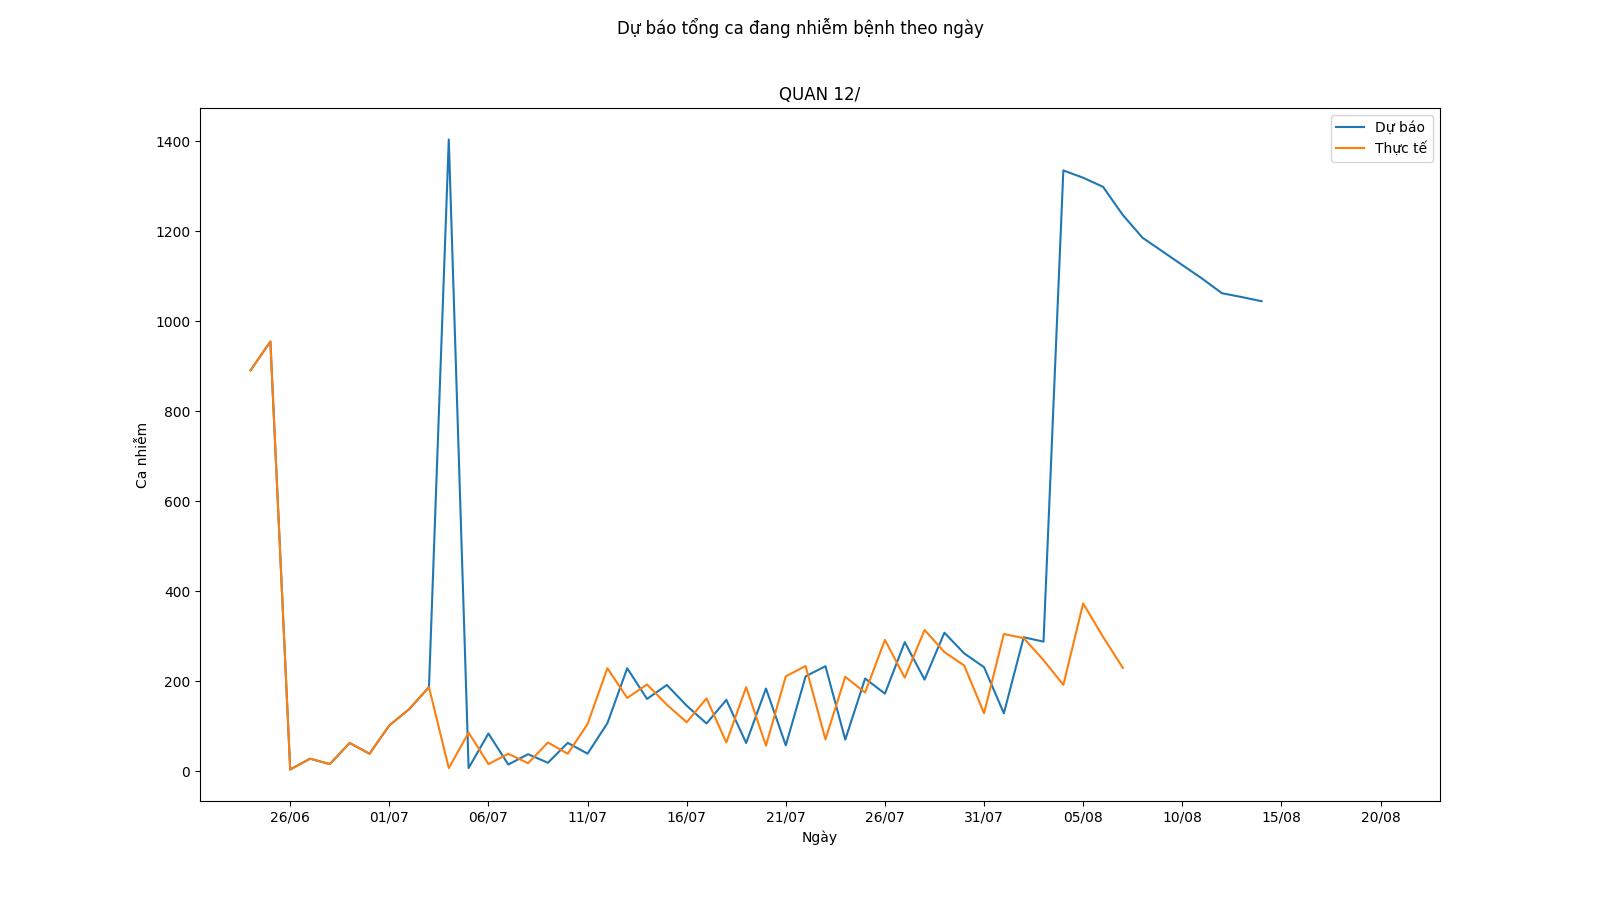 Dự báo tổng ca đang nhiễm bệnh theo ngày
QUAN 12/
Dự báo
Thực tế
1400
1200
1000
800
600
400
200
0
Ca nhiễm
26/06 01/07 06/07 11/07 16/07 21/07 26/07 31/07 05/08 10/08 15/08 20/08
Ngày